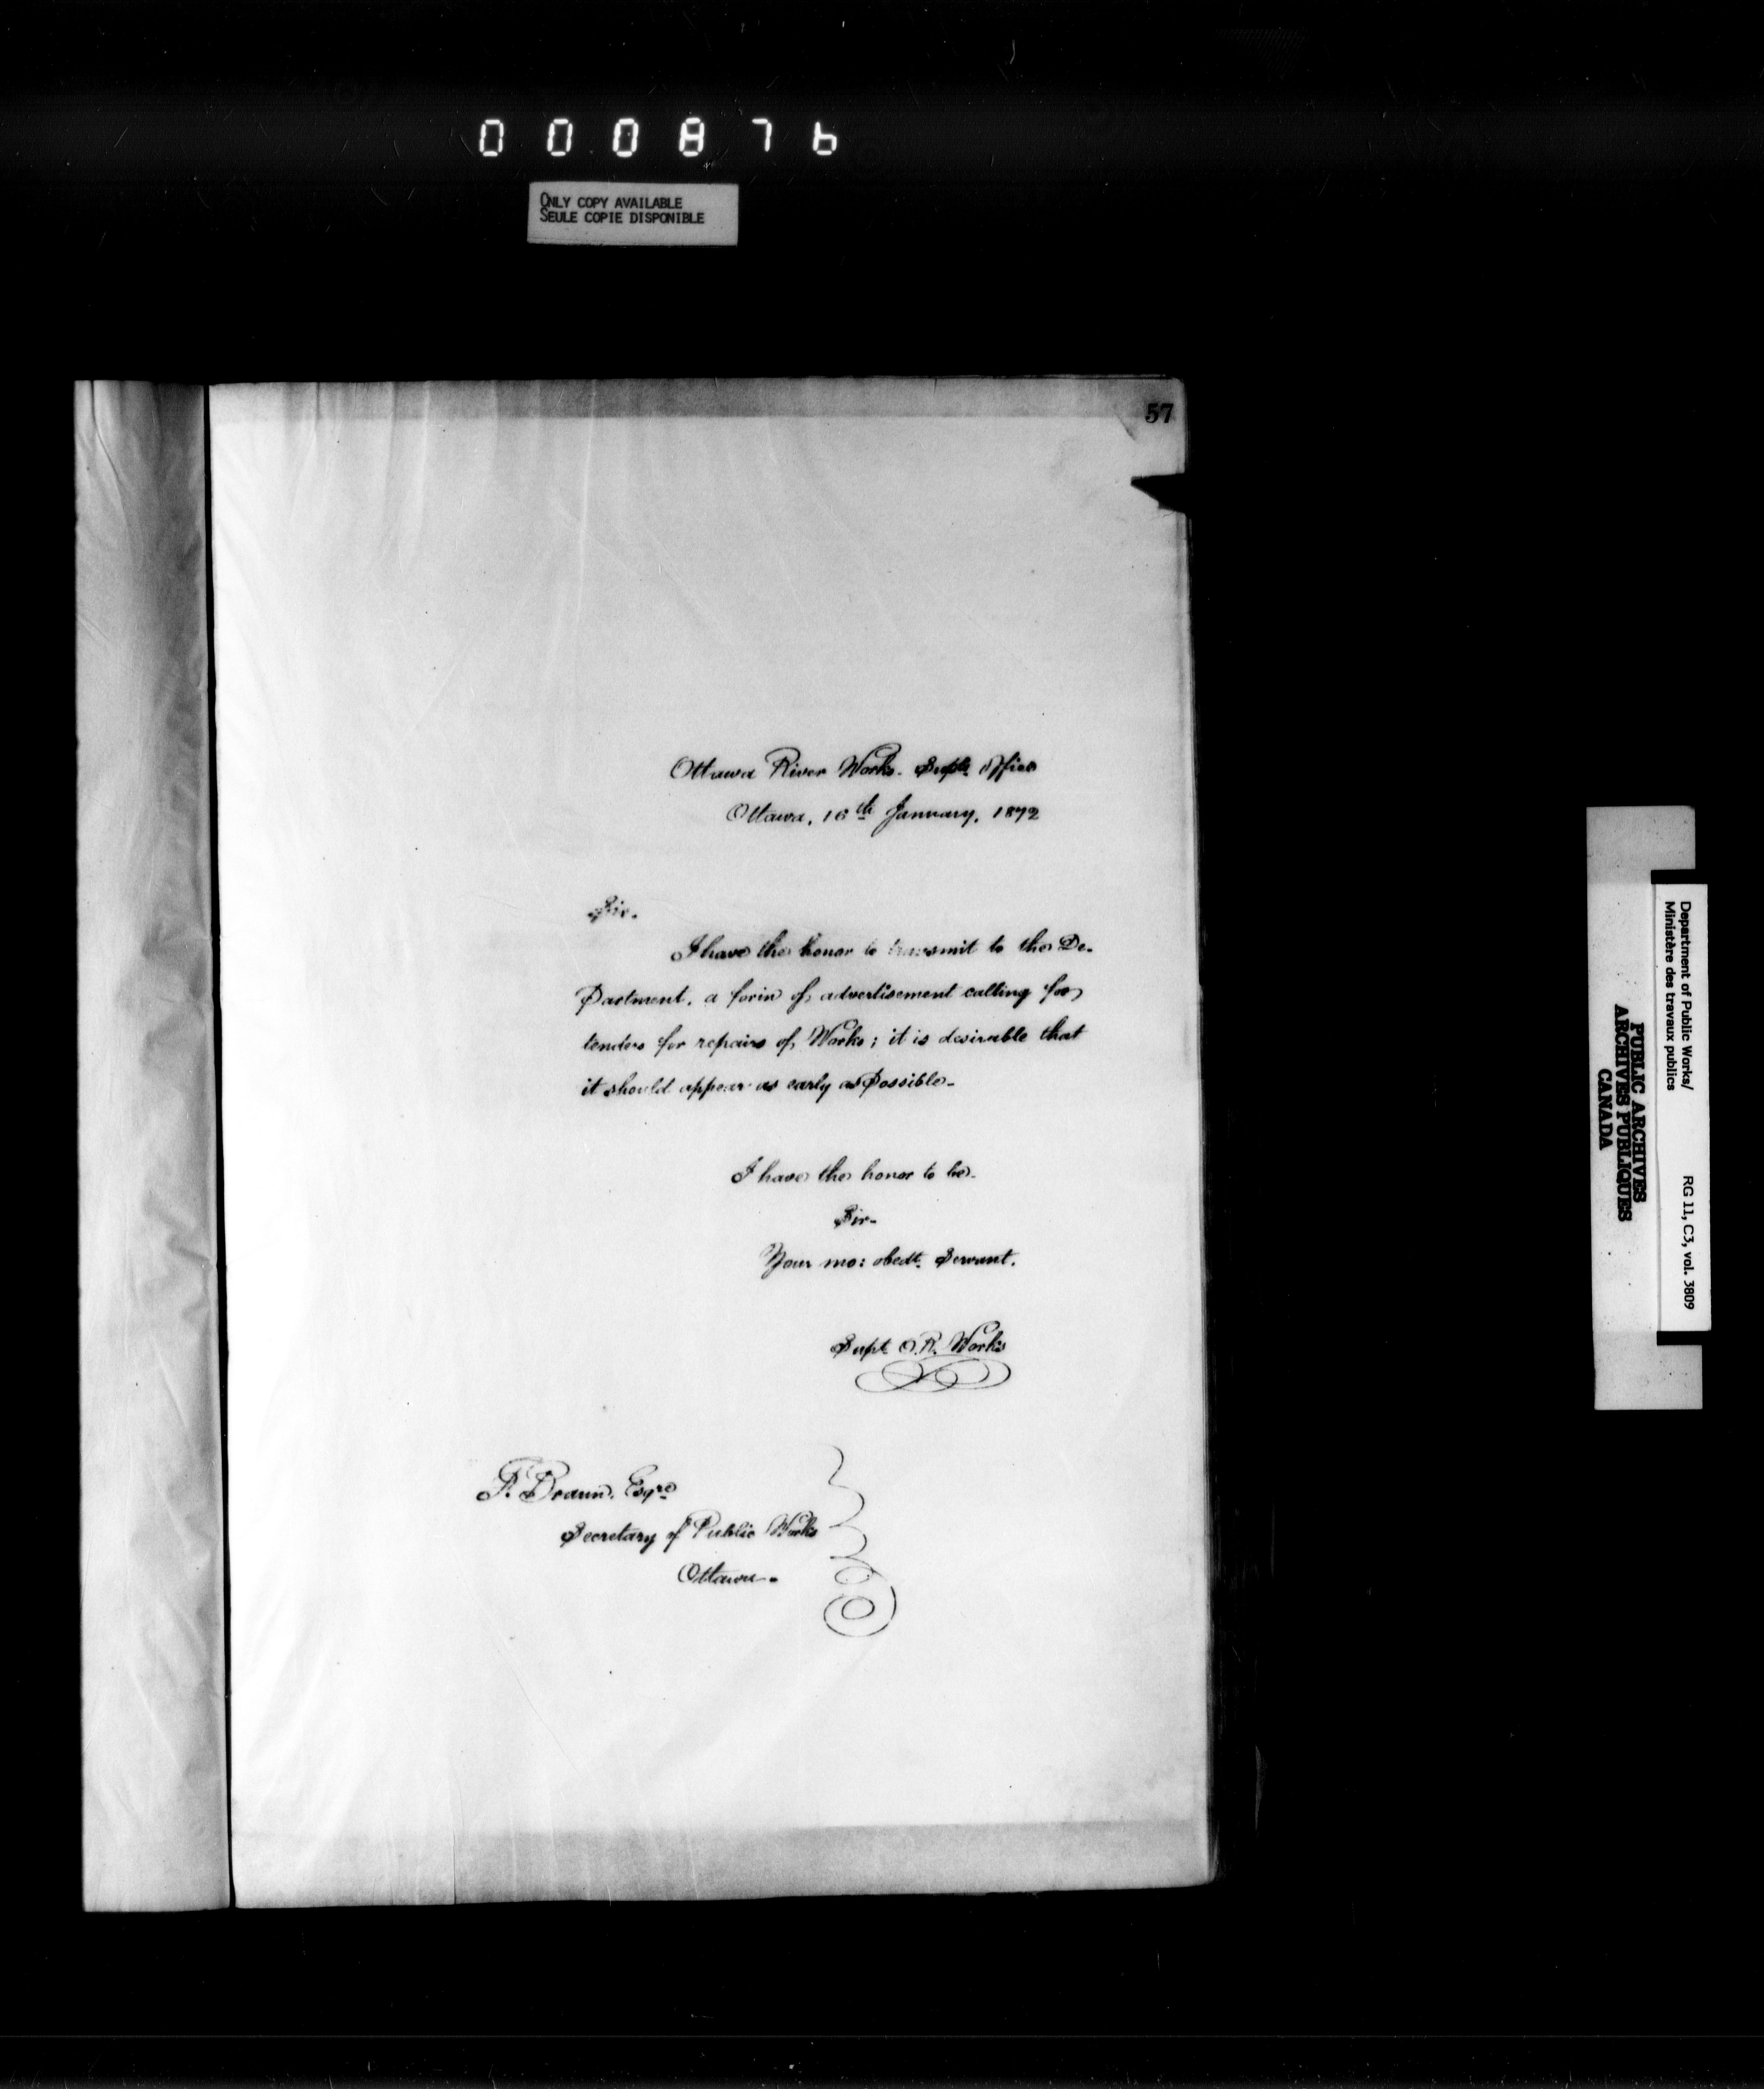 000876
ONLY COPY AVAILABLE
SEULE COPIE DISPONIBLE
57
Ottawa River Works. Supts. Office
Ottawa, 16th January, 1872
Sir.
I have the honor to transmit to the De-
Partment, a form of advertisement calling for
tenders for repairs of Works; it is desirable that
it should appear as early as Possible-
I have the honor to be.
Sir-
Your mo: obedt. Servant.
Supt. O.R. Works
F. Braun. Esqre
Secretary of Public Works
Ottawa-
Department of Public Works/
Ministère des travaux publics
RG 11, C3, vol. 3809
PUBLIC ARCHIVES
ARCHIVES PUBLIQUES
CANADA